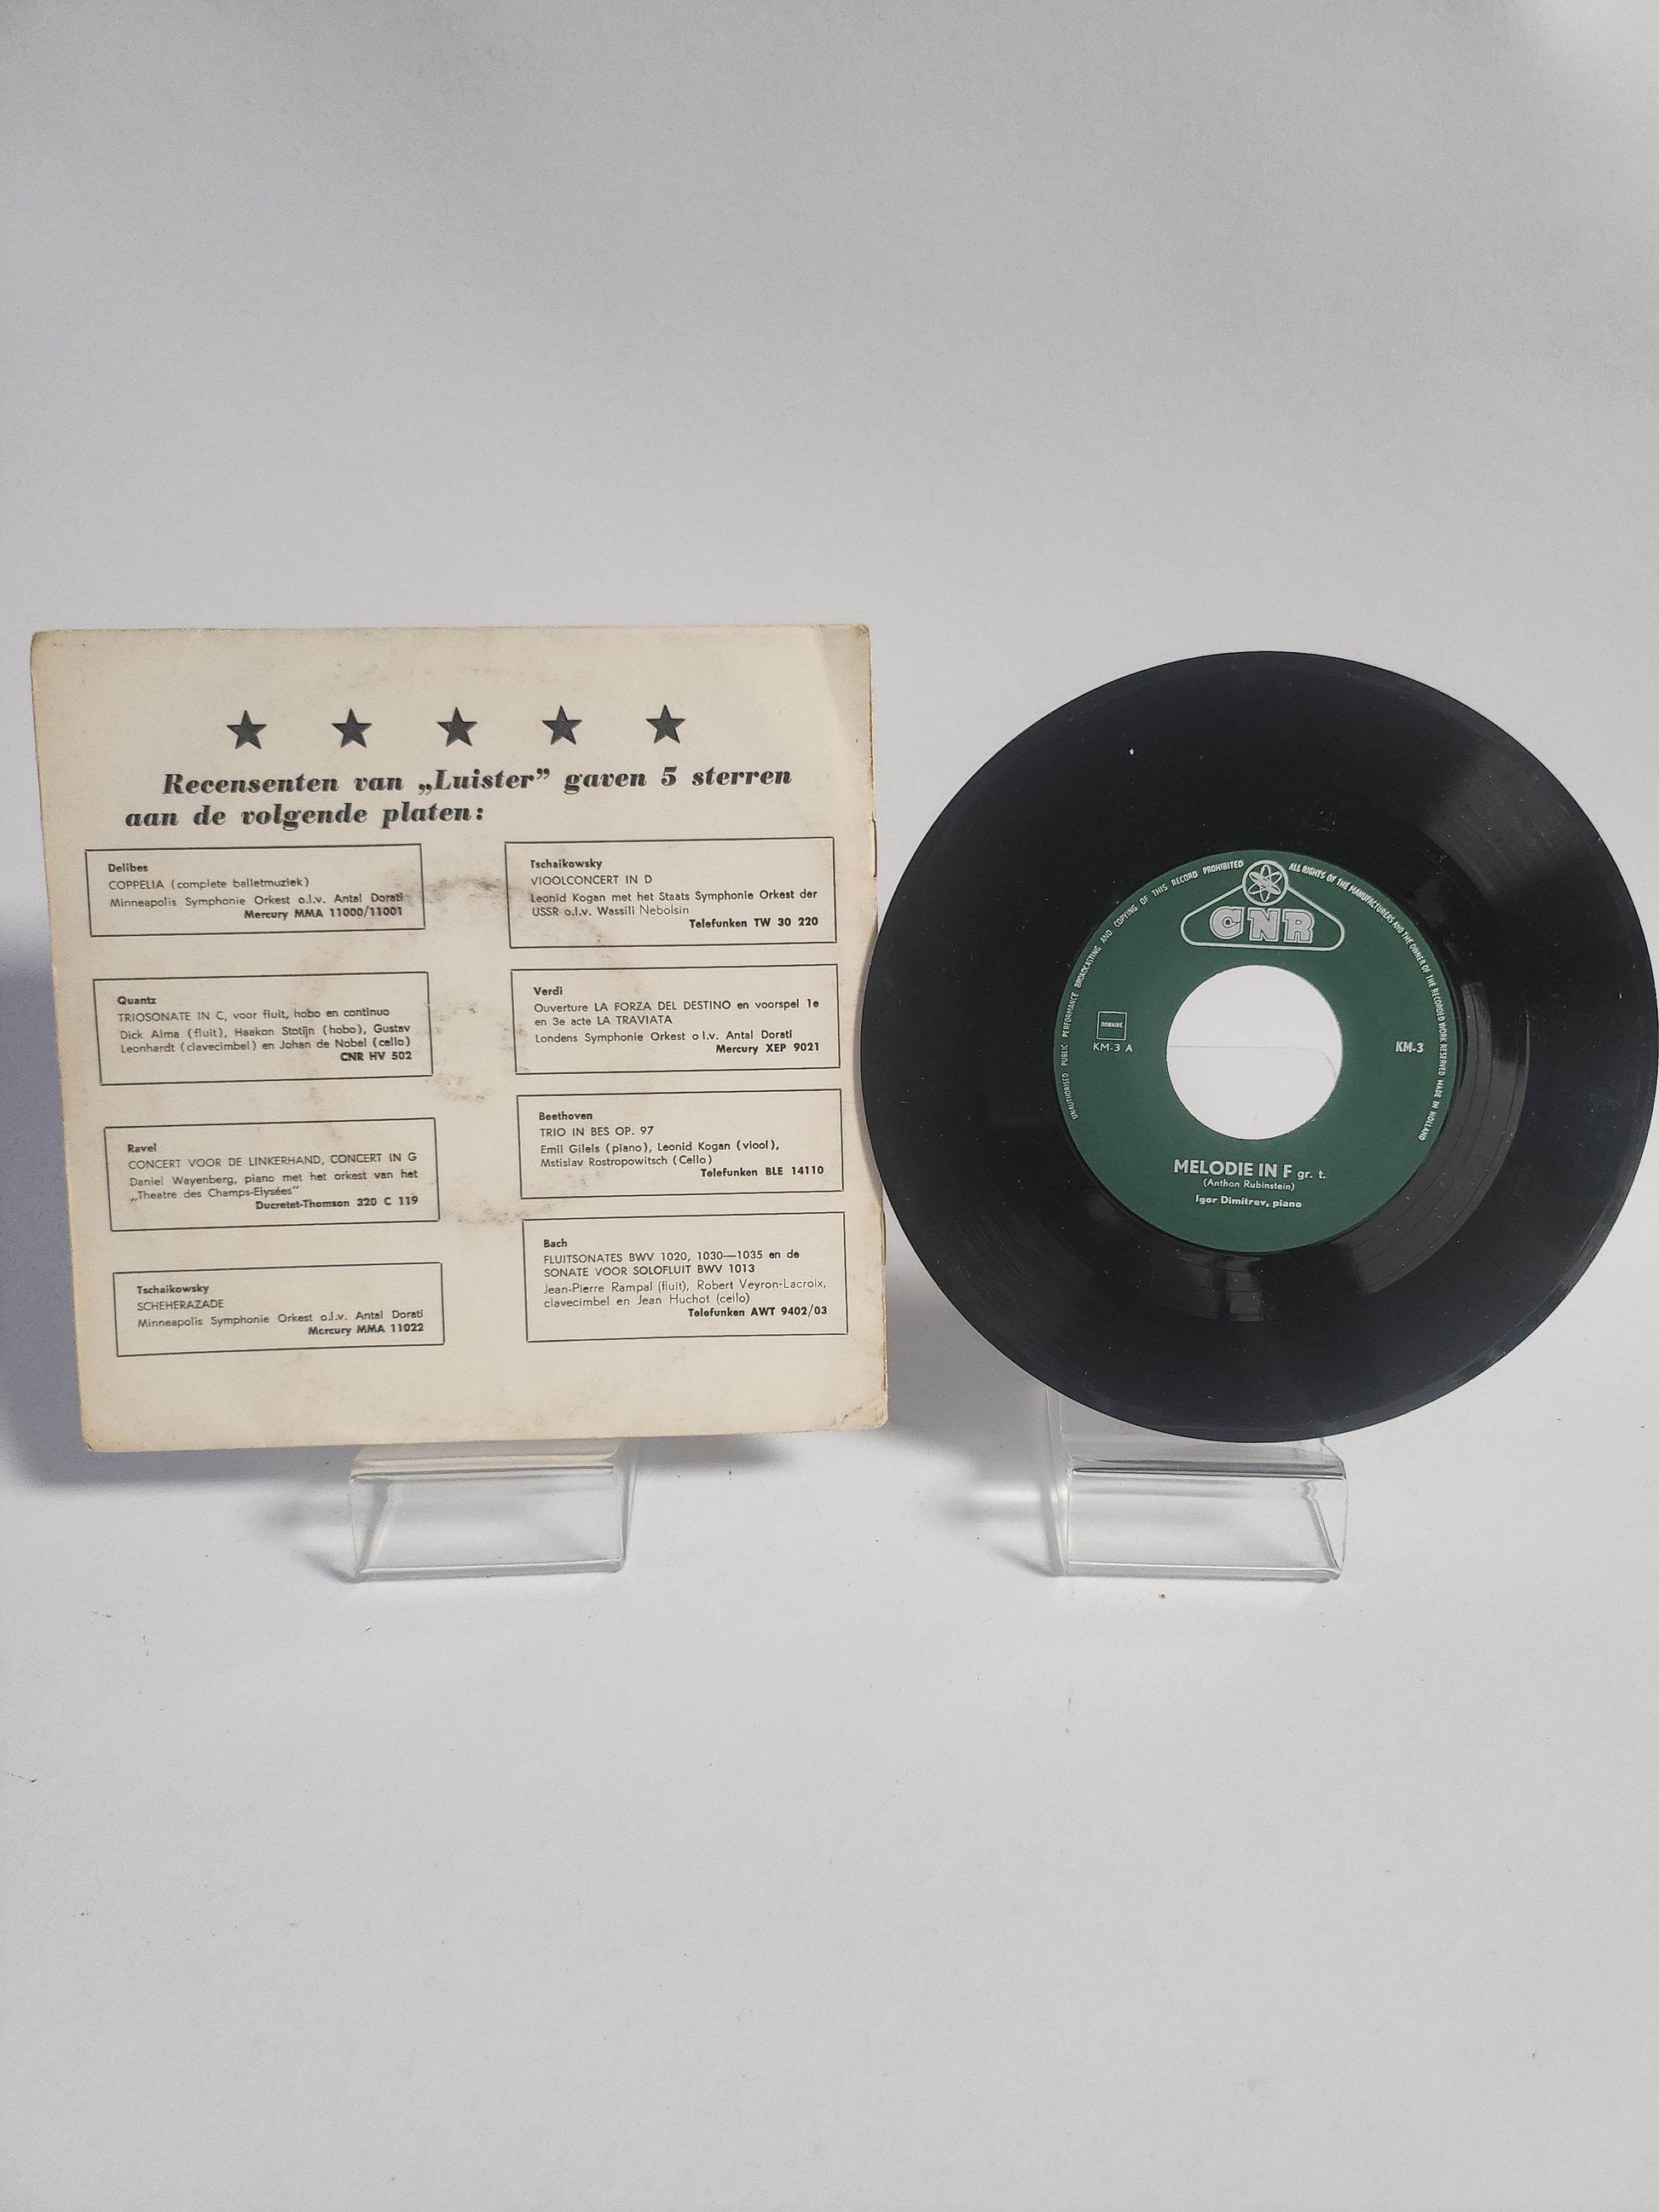 Recensenten van „Luister” gaven 5 sterren
aan de volgende platen:
Delibes
COPPELIA (complete balletmuziek)
Minneapolis Symphonie Orkest o.l.v. Antal Dorati
Mercury MMA 11000/11001
Quantz
TRIOSONATE IN C, voor fluit, hobo en continuo
Dick Alma (fluit), Haakon Stotijn (hobo), Gustav
Leonhardt (clavecimbel) en Johan de Nobel (cello)
CNR HV 502
Ravel
CONCERT VOOR DE LINKERHAND, CONCERT IN G
Daniel Wayenberg, piano met het orkest van het
„Theatre des Champs-Elysées”
Ducretet-Thomson 320 C 119
Tschaikowsky
SCHEHERAZADE
Minneapolis Symphonie Orkest o.l.v. Antal Dorati
Mercury MMA 11022
Tschaikowsky
VIOOLCONCERT IN D
Leonid Kogan met het Staats Symphonie Orkest der
USSR o.l.v. Wassili Nebolsin
Telefunken TW 30 220
Verdi
Ouverture LA FORZA DEL DESTINO en voorspel 1e
en 3e acte LA TRAVIATA
Londens Symphonie Orkest o l.v. Antal Dorati
Mercury XEP 9021
Beethoven
TRIO IN BES OP. 97
Emil Gilels (piano), Leonid Kogan (viool),
Mstislav Rostropowitsch (Cello)
Telefunken BLE 14110
Bach
FLUITSONATES BWV 1020, 1030—1035 en de
SONATE VOOR SOLOFLUIT BWV 1013
Jean-Pierre Rampal (fluit), Robert Veyron-Lacroix,
clavecimbel en Jean Huchot (cello)
Telefunken AWT 9402/03
UNAUTHORISED PUBLIC PERFORMANCE BROADCASTING AND COPYING OF THIS RECORD PROHIBITED
ALL RIGHTS OF THE MANUFACTURERS AND THE OWNER OF THE RECORDED WORK RESERVED MADE IN HOLLAND
CNR
DOMAINE
KM-3 A
KM-3
MELODIE IN F gr. t.
(Anthon Rubinstein)
Igor Dimitrev, piano